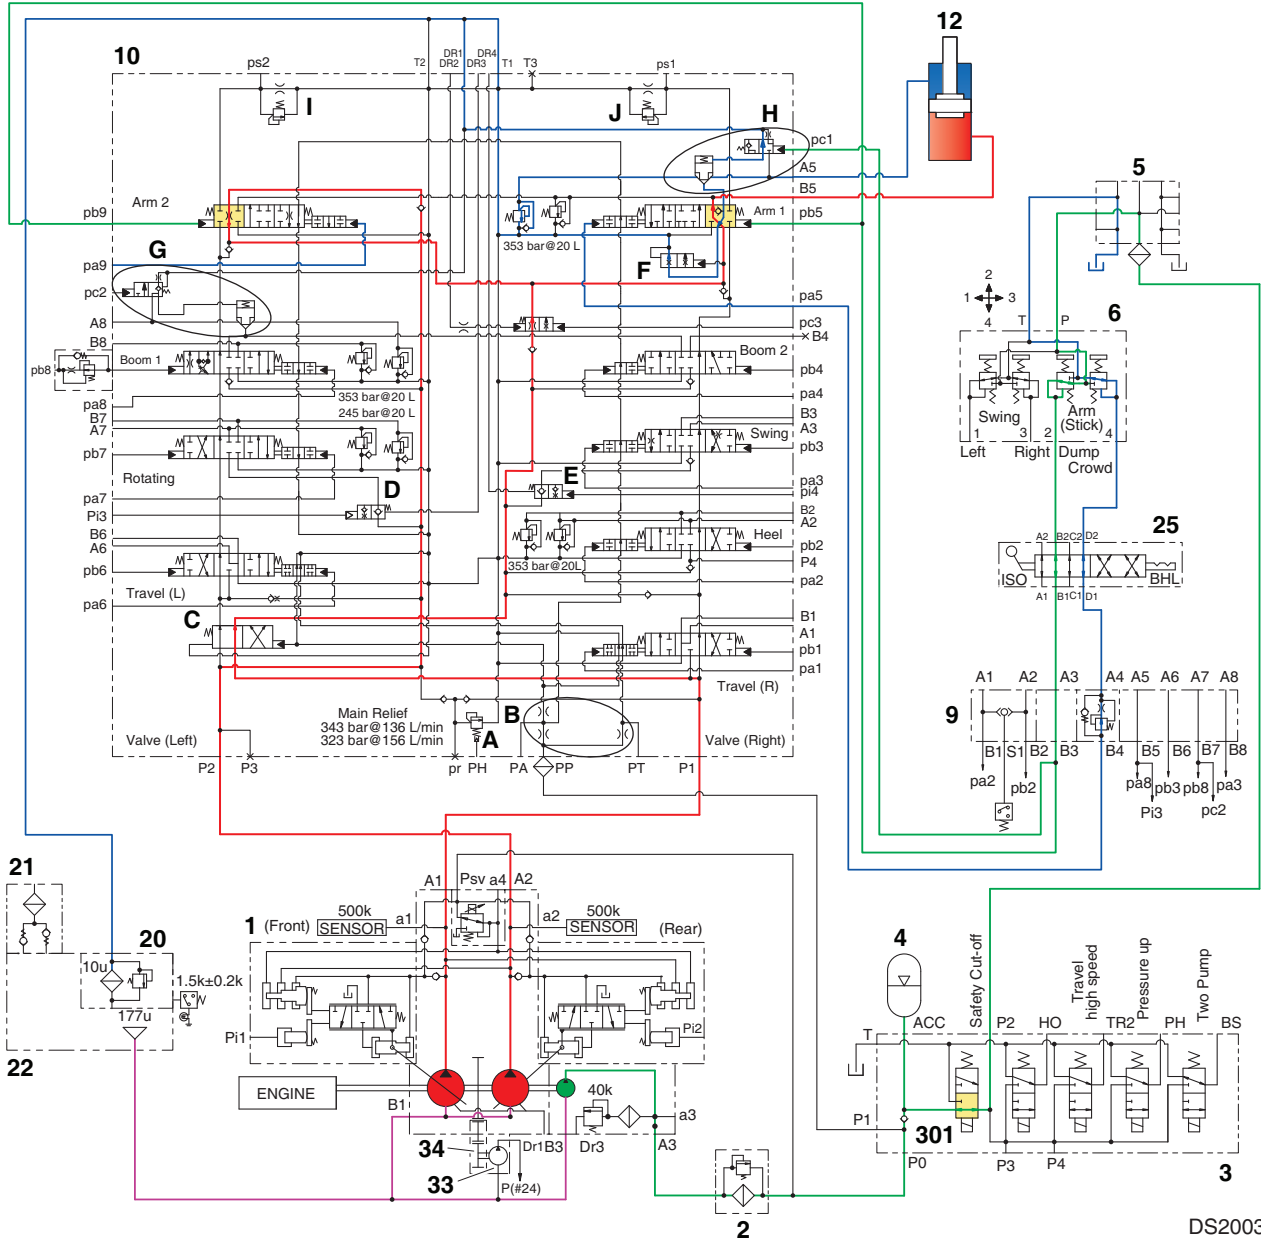 12
10
ps2
T2
DR1
DR2
DR4
DR3
T1
T3
ps1
I
J
H
pc1
A5
B5
5
Arm 2
pb9
Arm 1
pb5
353 bar@20 L
G
F
pa9
pc2
pa5
A8
pc3
B4
B8
Boom 1
Boom 2
pb8
pb4
353 bar@20 L
pa8
pa4
245 bar@20 L
B7
A7
B3
A3
Swing
pb7
pb3
Rotating
D
E
pa3
pa7
pi4
Pi3
B2
A2
B6
A6
Heel
pb2
353 bar@20L
P4
pb6
pa2
Travel (L)
pa6
C
B1
A1
pb1
pa1
Travel (R)
Main Relief
343 bar@136 L/min
323 bar@156 L/min
B
A
Valve (Left)
Valve (Right)
P2
P3
pr
PH
PA
PP
PT
P1
2
1
3
4
T
P
6
Swing
Arm
(Stick)
1
3
2
4
Left
Right
Dump
Crowd
25
A2
B2
C2
D2
ISO
BHL
A1
B1
C1
D1
A1
A2
A3
A4
A5
A6
A7
A8
9
B1
S1
B2
B3
B4
B5
B6
B7
B8
pa2
pb2
pa8
pb3
pb8
pa3
Pi3
pc2
21
20
10u
1.5k±0.2k
177u
22
A1
Psv
a4
A2
1
(Front)
500k
SENSOR
a1
a2
500k
SENSOR
(Rear)
Pi1
Pi2
ENGINE
B1
40k
a3
34
Dr1
B3
Dr3
A3
33
P(#24)
2
4
Safety Cut-off
Travel
high speed
Pressure up
Two Pump
T
ACC
P2
HO
TR2
PH
BS
P1
301
P0
P3
P4
3